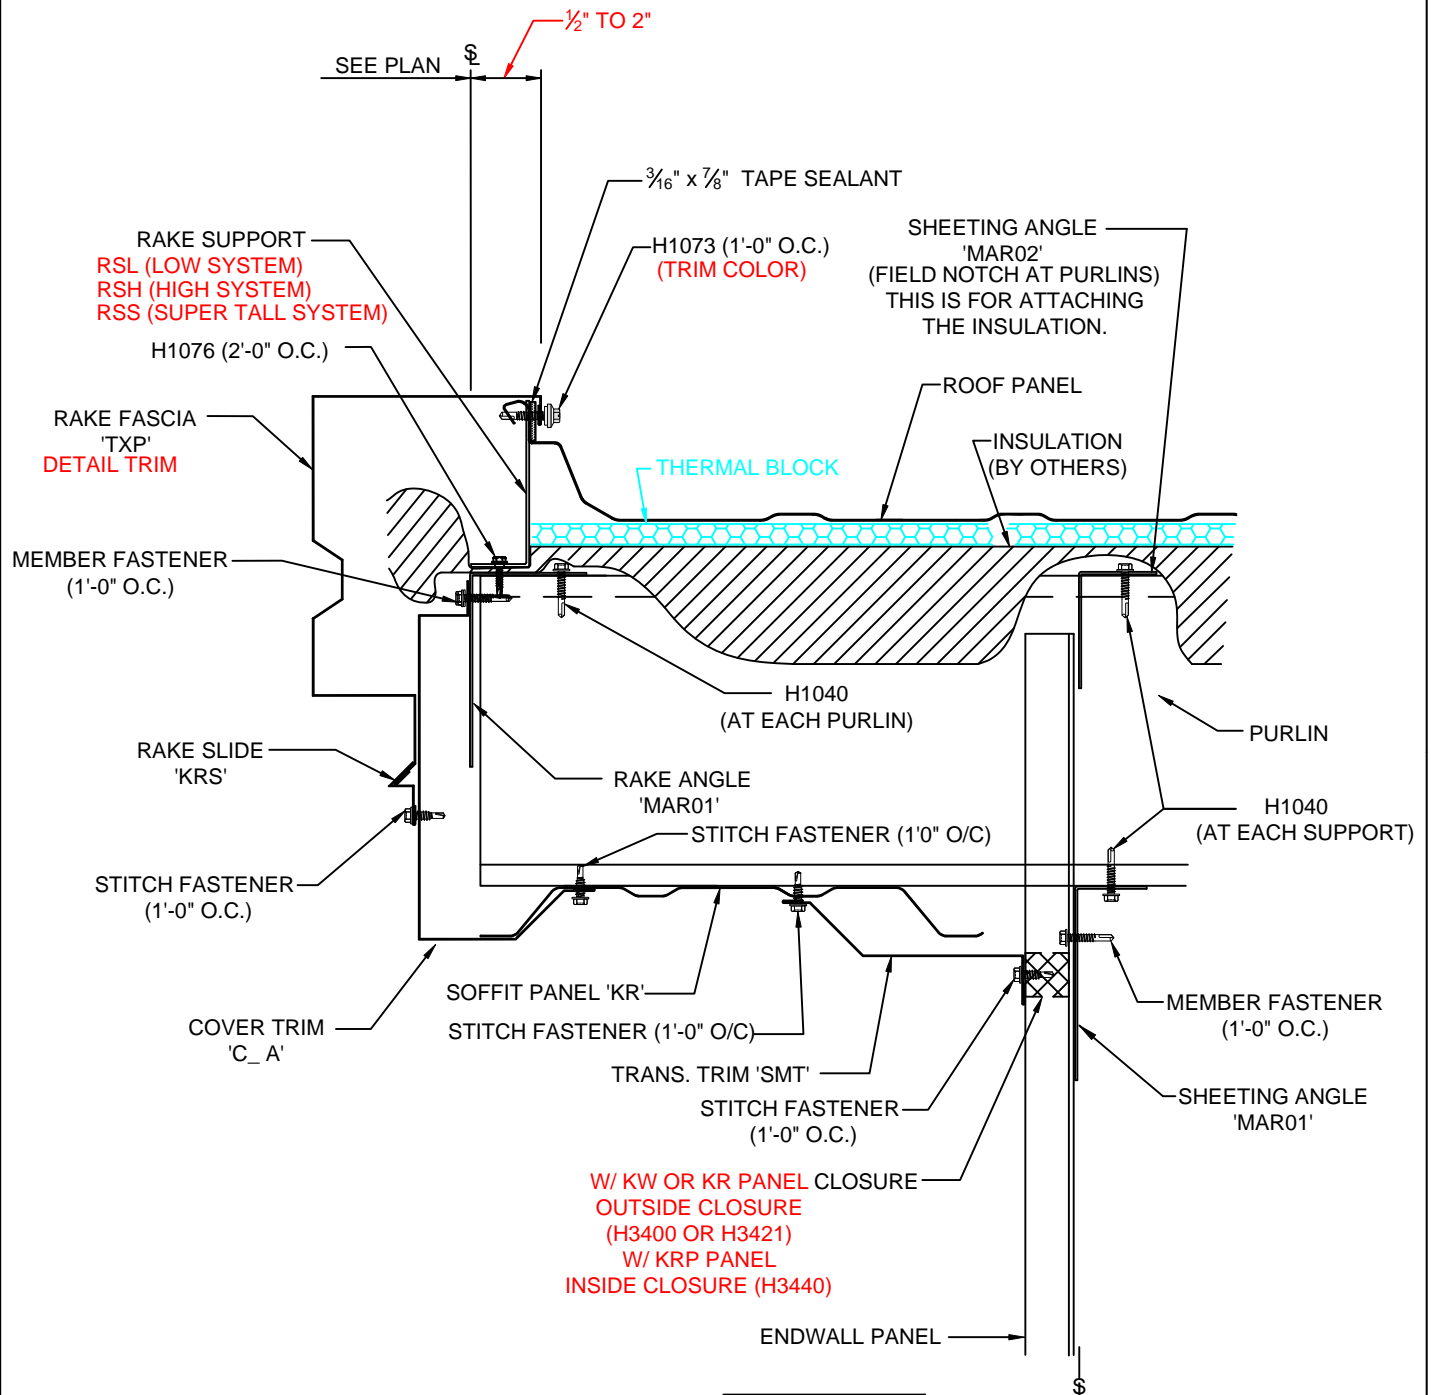 ½" TO 2"
SEE PLAN
3⁄16" x 7⁄8" TAPE SEALANT
RAKE SUPPORT
RSL (LOW SYSTEM)
RSH (HIGH SYSTEM)
RSS (SUPER TALL SYSTEM)
H1073 (1'-0" O.C.)
(TRIM COLOR)
SHEETING ANGLE
'MAR02'
(FIELD NOTCH AT PURLINS)
THIS IS FOR ATTACHING
THE INSULATION.
H1076 (2'-0" O.C.)
RAKE FASCIA
'TXP'
DETAIL TRIM
ROOF PANEL
INSULATION
(BY OTHERS)
THERMAL BLOCK
MEMBER FASTENER
(1'-0" O.C.)
H1040
(AT EACH PURLIN)
PURLIN
RAKE SLIDE
'KRS'
RAKE ANGLE
'MAR01'
H1040
(AT EACH SUPPORT)
STITCH FASTENER (1'0" O/C)
STITCH FASTENER
(1'-0" O.C.)
SOFFIT PANEL 'KR'
MEMBER FASTENER
(1'-0" O.C.)
COVER TRIM
'C_ A'
STITCH FASTENER (1'-0" O/C)
TRANS. TRIM 'SMT'
STITCH FASTENER
(1'-0" O.C.)
SHEETING ANGLE
'MAR01'
W/ KW OR KR PANEL CLOSURE
OUTSIDE CLOSURE
(H3400 OR H3421)
W/ KRP PANEL
INSIDE CLOSURE (H3440)
ENDWALL PANEL